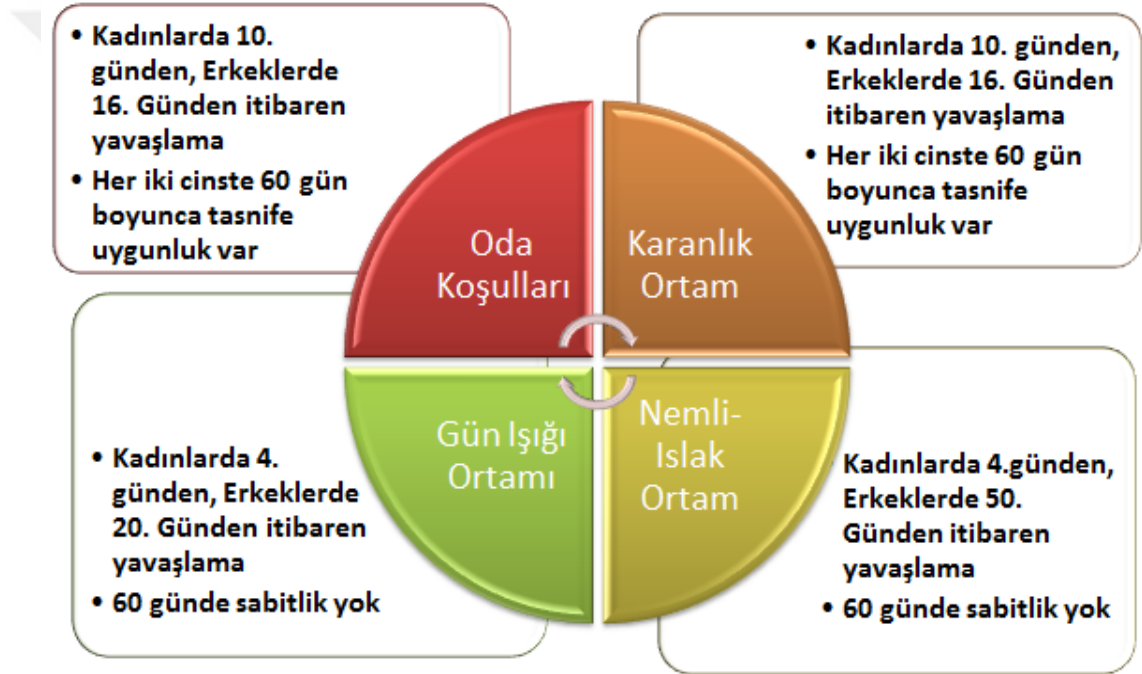 • Kadınlarda 10.
günden, Erkeklerde
16. Günden itibaren
yavaşlama
• Her iki cinste 60 gün
boyunca tasnife
uygunluk var
• Kadınlarda 10. günden,
Erkeklerde 16. Günden
itibaren yavaşlama
• Her iki cinste 60 gün
boyunca tasnife
uygunluk var
Oda
Koşulları
Karanlık
Ortam
Gün Işığı
Ortamı
Nemli-
Islak
Ortam
• Kadınlarda 4.
günden, Erkeklerde
20. Günden itibaren
yavaşlama
• 60 günde sabitlik yok
• Kadınlarda 4.günden,
Erkeklerde 50.
Günden itibaren
yavaşlama
• 60 günde sabitlik yok